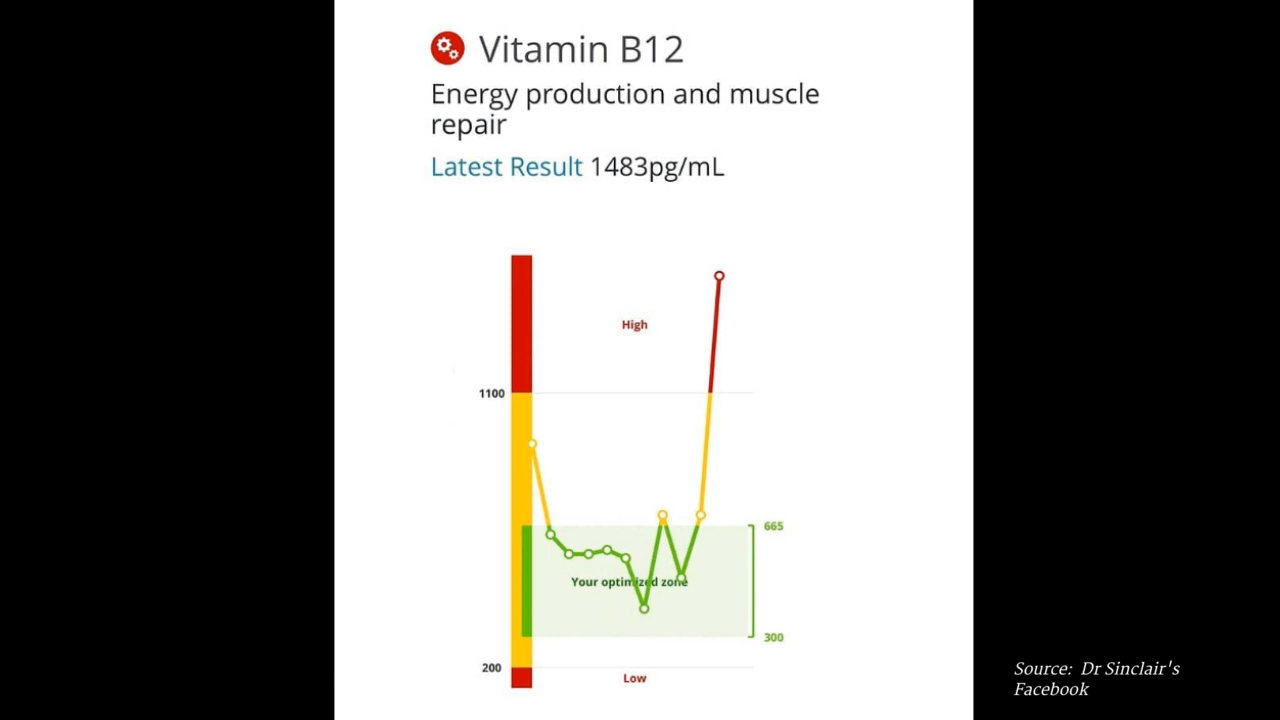 Vitamin B12
Energy production and muscle
repair
Latest Result 1483pg/mL
High
1100
665
Your optimized zone
300
200
Low
Source: Dr Sinclair's
Facebook